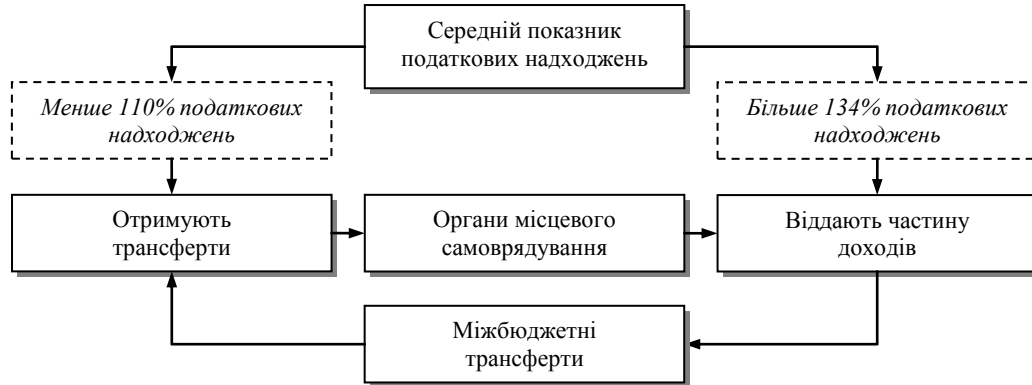 Середній показник
податкових надходжень
Менше 110% податкових
надходжень
Більше 134% податкових
надходжень
Отримують
трансферти
Органи місцевого
самоврядування
Віддають частину
доходів
Міжбюджетні
трансферти